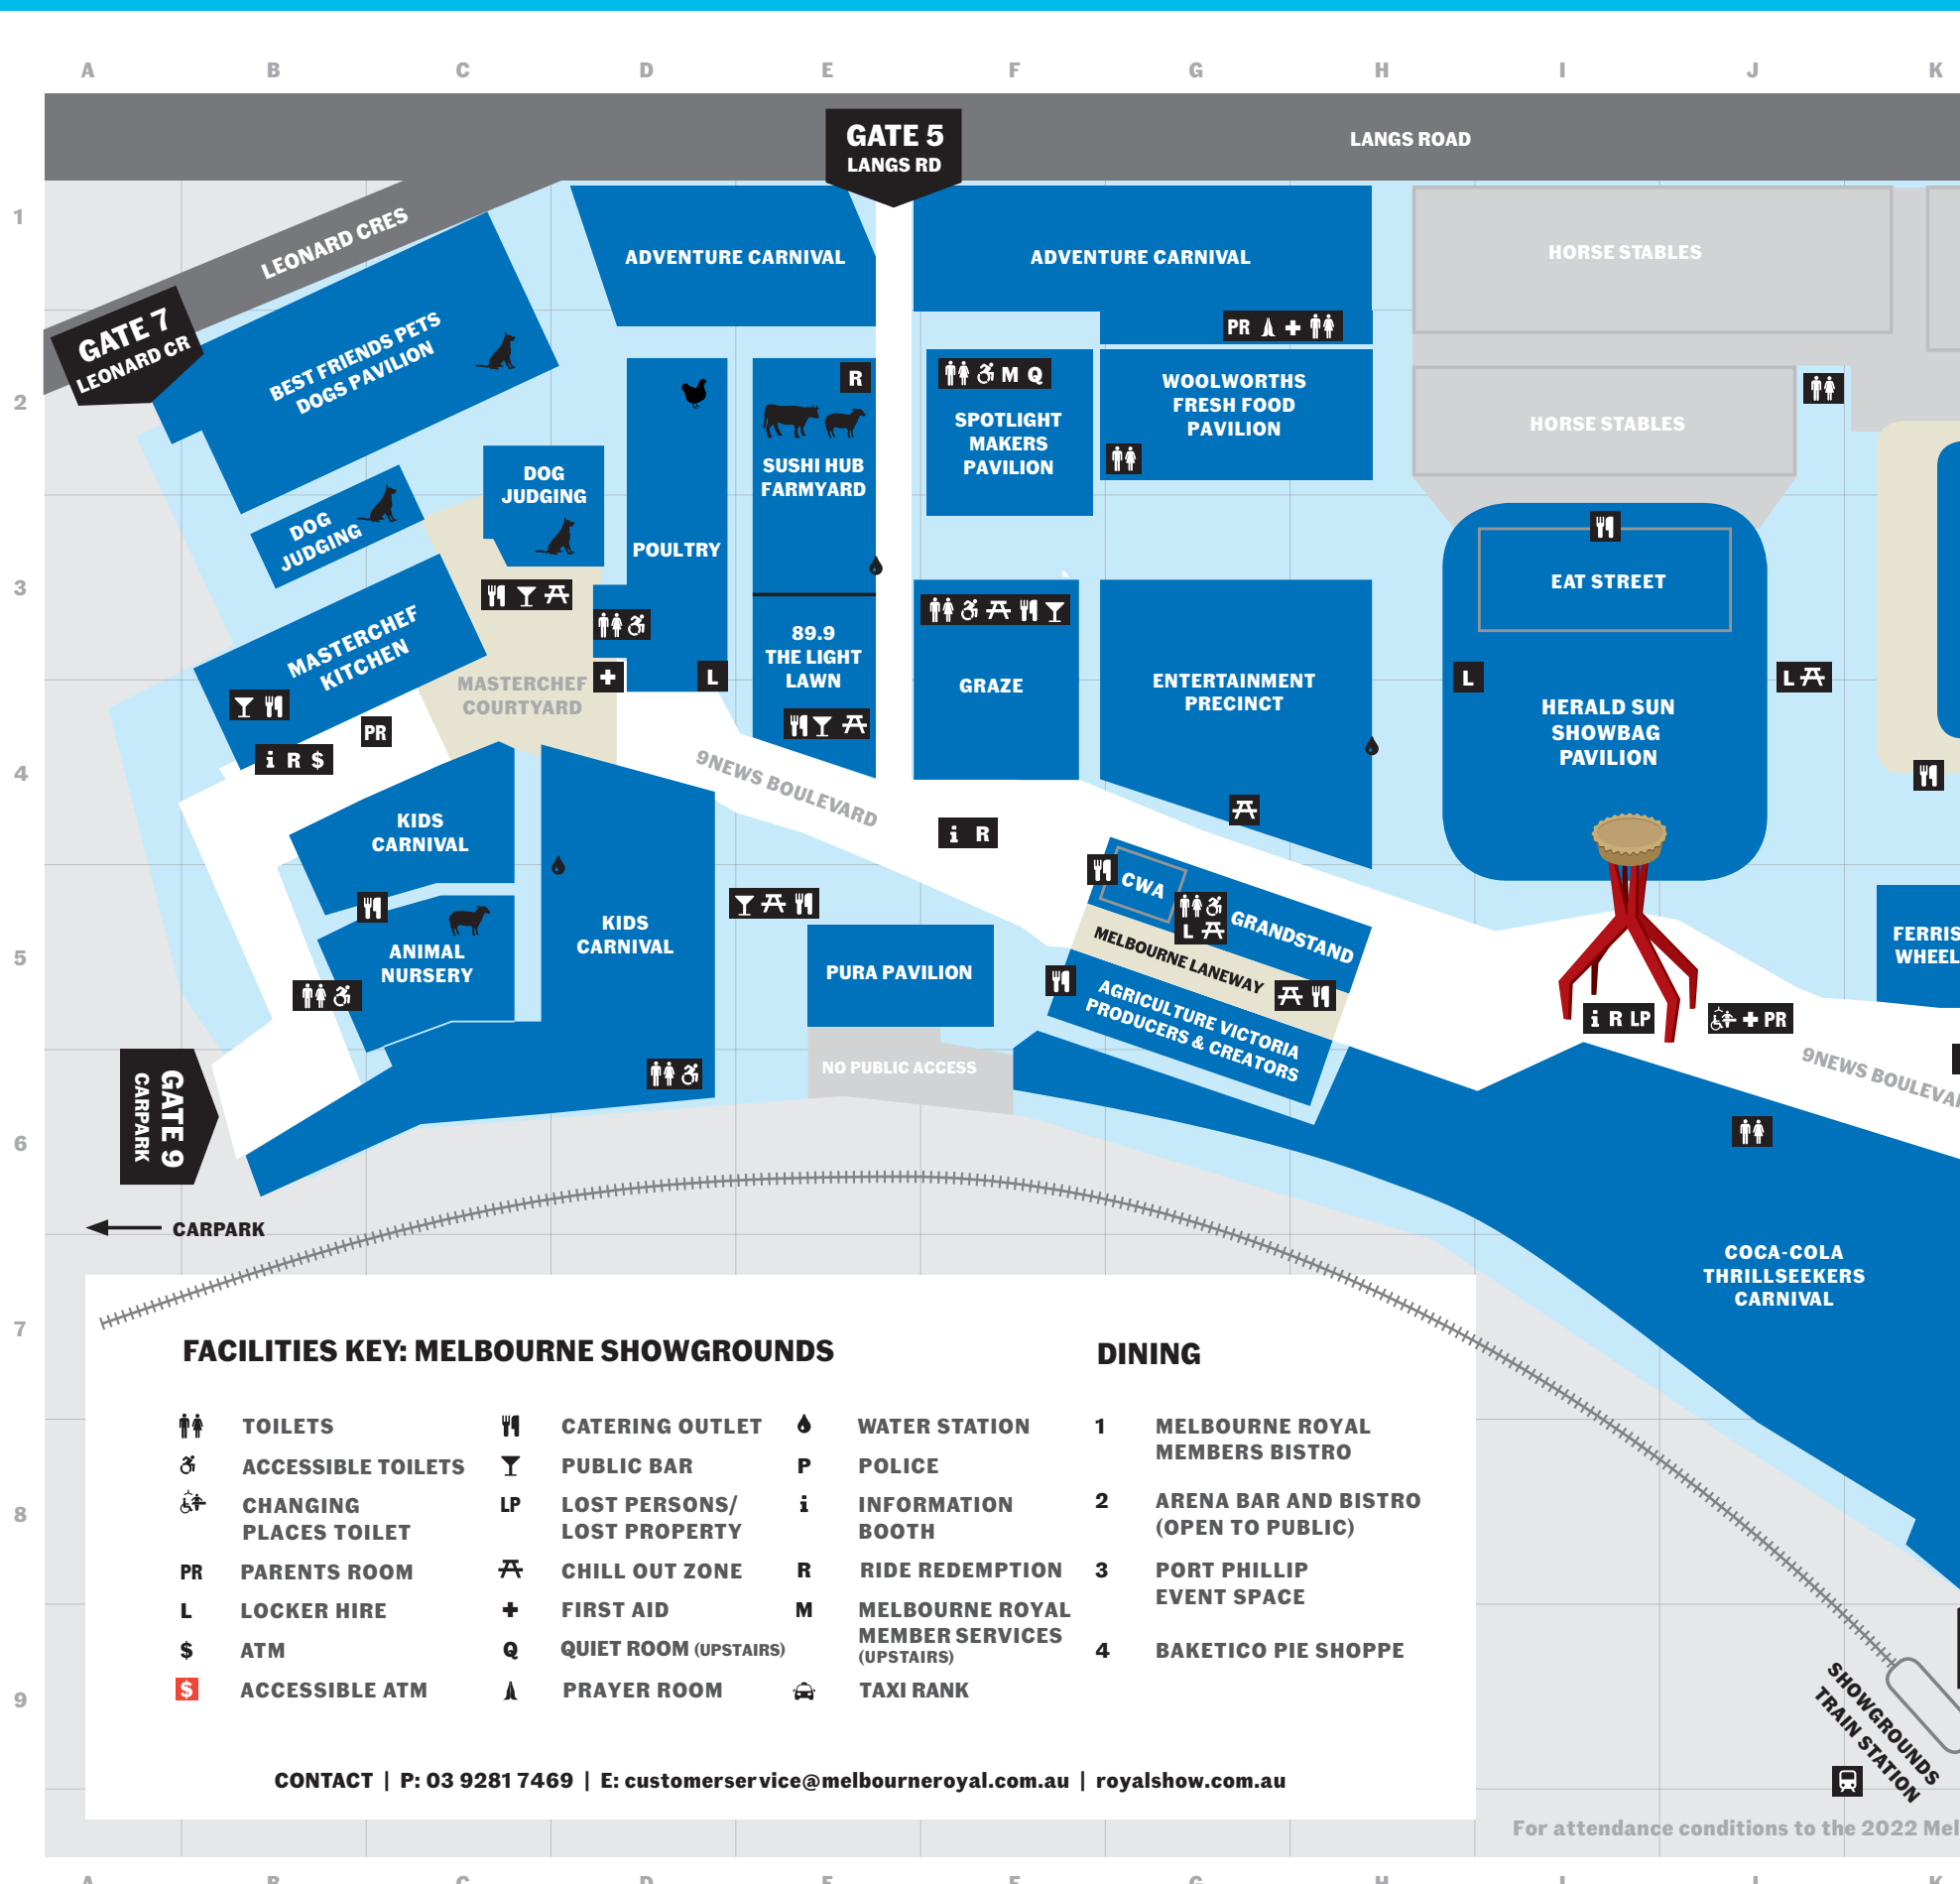 A B C D E F G H I J K
GATE 5
LANGS RD
LANGS ROAD
1
LEONARD CRES
ADVENTURE CARNIVAL
ADVENTURE CARNIVAL
HORSE STABLES
GATE 7
LEONARD CR
BEST FRIENDS PETS
DOGS PAVILION
PR
2
R
M Q
WOOLWORTHS
FRESH FOOD
PAVILION
SPOTLIGHT
MAKERS
PAVILION
HORSE STABLES
DOG
JUDGING
SUSHI HUB
FARMYARD
DOG
JUDGING
POULTRY
3
EAT STREET
MASTERCHEF
KITCHEN
89.9
THE LIGHT
LAWN
L
MASTERCHEF
COURTYARD
GRAZE
ENTERTAINMENT
PRECINCT
L
L
HERALD SUN
SHOWBAG
PAVILION
PR
i R $
4
9NEWS BOULEVARD
KIDS
CARNIVAL
i R
CWA
L
GRANDSTAND
KIDS
CARNIVAL
ANIMAL
NURSERY
5
PURA PAVILION
MELBOURNE LANEWAY
AGRICULTURE VICTORIA
PRODUCERS & CREATORS
FERRIS
WHEEL
i R LP
PR
NO PUBLIC ACCESS
9NEWS BOULEVA
GATE 9
CARPARK
6
CARPARK
COCA-COLA
THRILLSEEKERS
CARNIVAL
7
FACILITIES KEY: MELBOURNE SHOWGROUNDS
TOILETS
ACCESSIBLE TOILETS
CHANGING
PLACES TOILET
PR PARENTS ROOM
L LOCKER HIRE
$ ATM
$ ACCESSIBLE ATM
CATERING OUTLET
PUBLIC BAR
LP LOST PERSONS/
LOST PROPERTY
CHILL OUT ZONE
FIRST AID
Q QUIET ROOM (UPSTAIRS)
PRAYER ROOM
WATER STATION
P POLICE
i INFORMATION
BOOTH
R RIDE REDEMPTION
M MELBOURNE ROYAL
MEMBER SERVICES
(UPSTAIRS)
TAXI RANK
DINING
1 MELBOURNE ROYAL
MEMBERS BISTRO
2 ARENA BAR AND BISTRO
(OPEN TO PUBLIC)
3 PORT PHILLIP
EVENT SPACE
4 BAKETICO PIE SHOPPE
8
9
SHOWGROUNDS
TRAIN STATION
CONTACT | P: 03 9281 7469 | E: customerservice@melbourneroyal.com.au | royalshow.com.au
For attendance conditions to the 2022 Mel
A B C D E F G H I J K